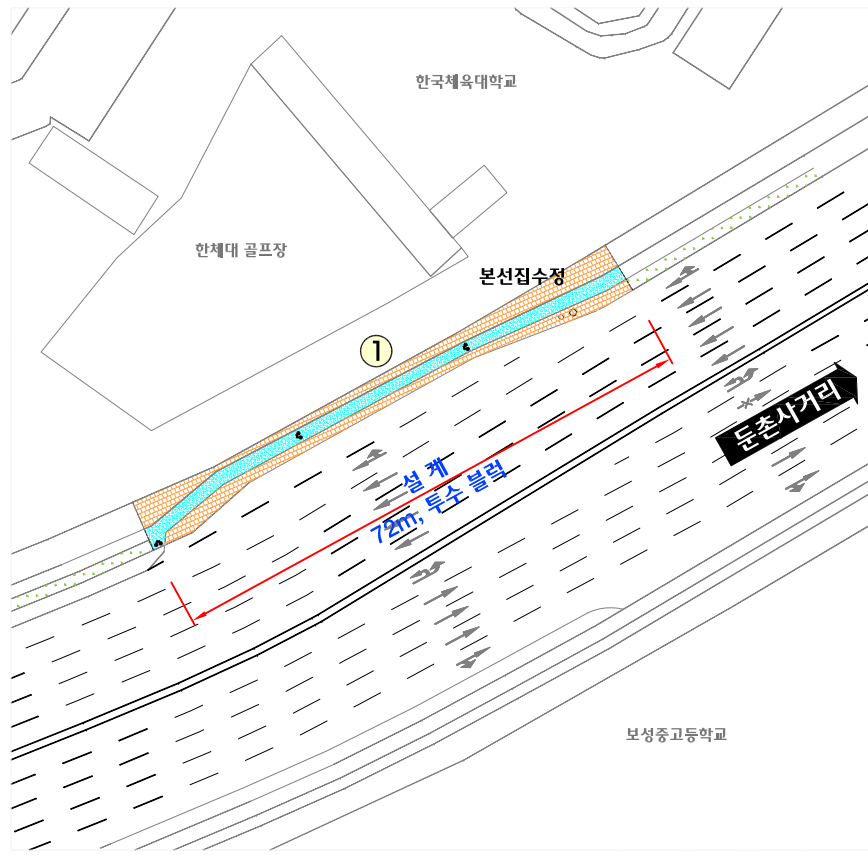 한국체육대학교
한체대 골프장
본선집수정
1
둔촌사거리
설 계
72m, 투수 블럭
보성중고등학교